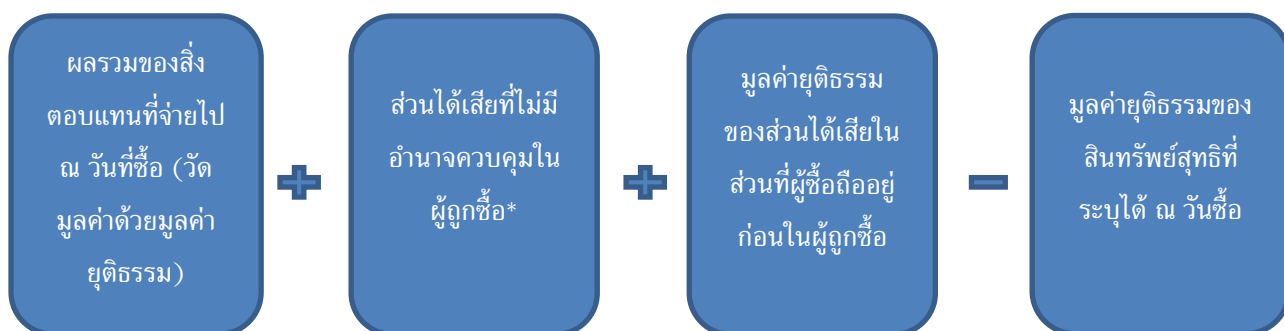 ผลรวมของสิ่ง
ตอบแทนที่จ่ายไป
ณ วันที่ซื้อ (วัด
มูลค่าด้วยมูลค่า
ยุติธรรม)
ส่วนได้เสียที่ไม่มี
อำนาจควบคุมใน
ผู้ถูกซื้อ*
มูลค่ายุติธรรม
ของส่วนได้เสียใน
ส่วนที่ผู้ซื้อถืออยู่
ก่อนในผู้ถูกซื้อ
มูลค่ายุติธรรมของ
สินทรัพย์สุทธิที่
ระบุได้ ณ วันซื้อ